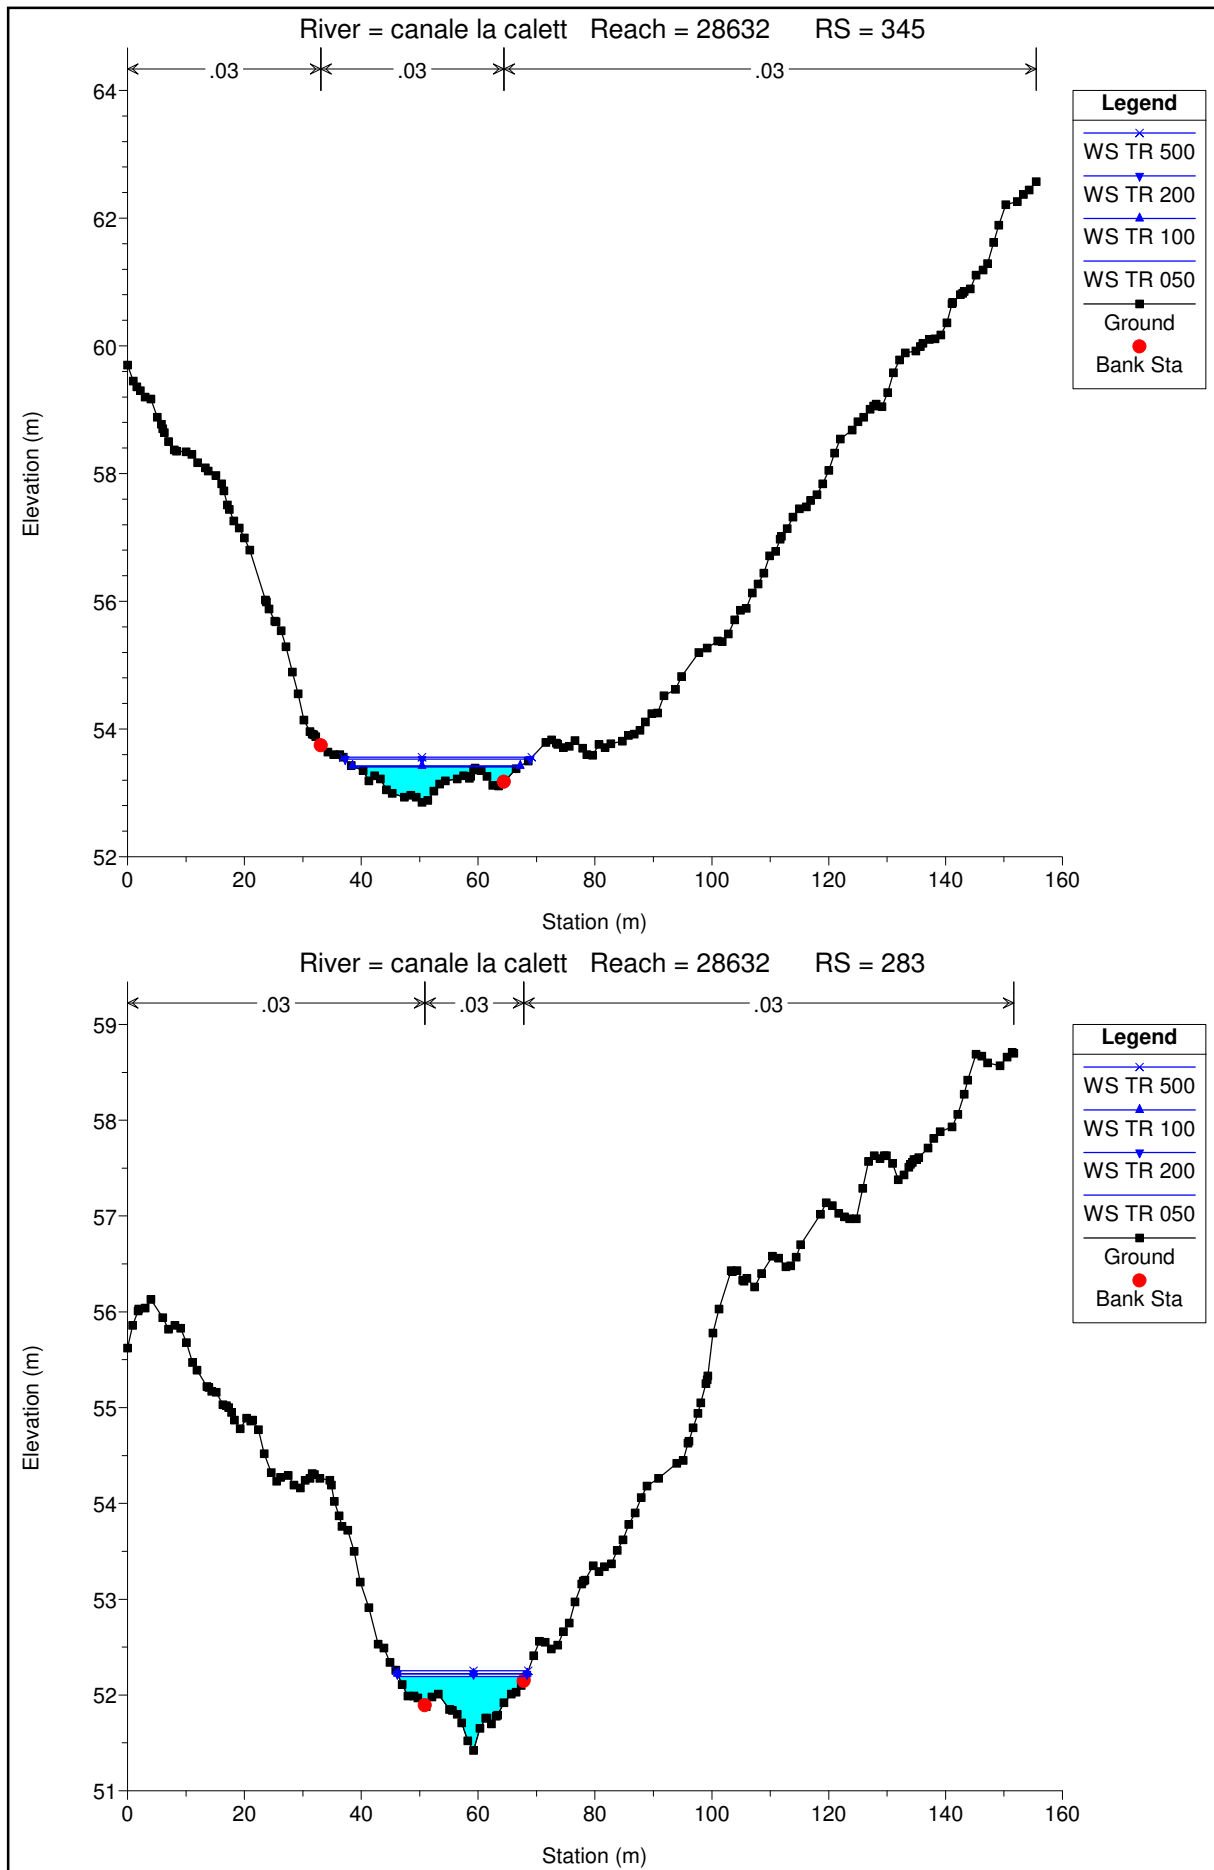 River = canale la calett   Reach = 28632      RS = 345
.03 .03 .03
64
62
60
58
56
54
52
Elevation (m)
0 20 40 60 80 100 120 140 160
Station (m)
Legend
WS TR 500
WS TR 200
WS TR 100
WS TR 050
Ground
Bank Sta
River = canale la calett   Reach = 28632      RS = 283
.03 .03 .03
59
58
57
56
55
54
53
52
51
Elevation (m)
0 20 40 60 80 100 120 140 160
Station (m)
Legend
WS TR 500
WS TR 100
WS TR 200
WS TR 050
Ground
Bank Sta